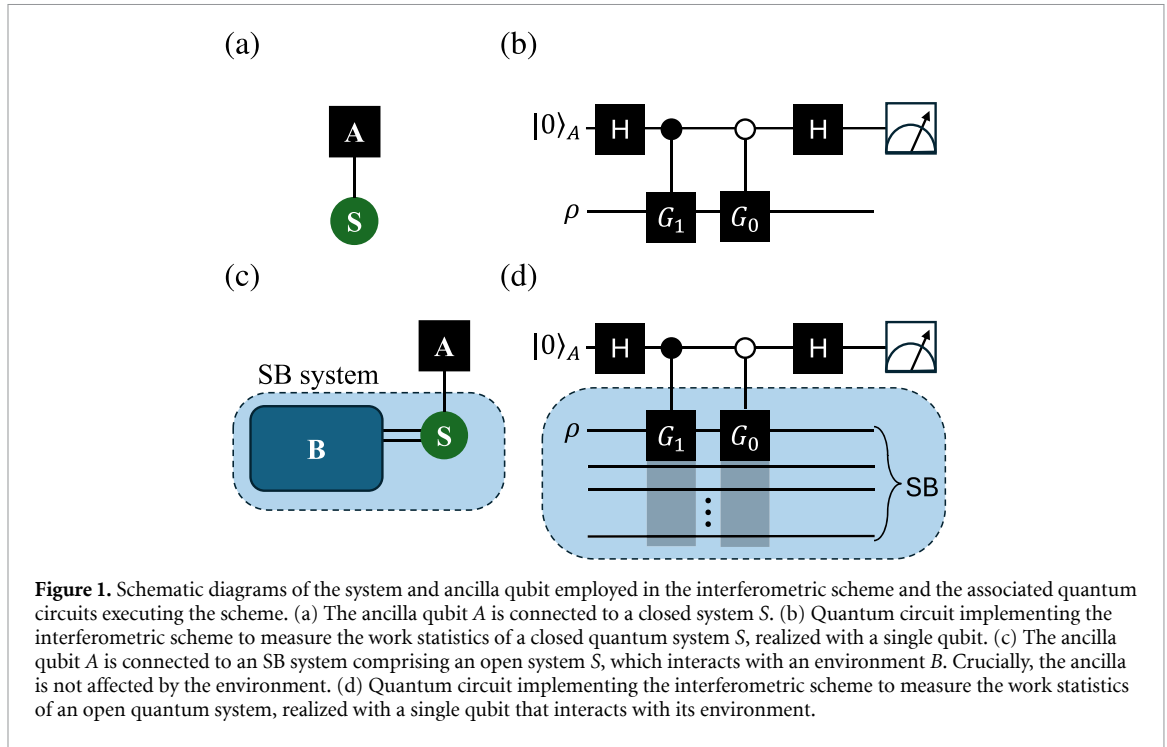 (a)
(b)
A
S
|0⟩A H H
ρ G1 G0
(c)
(d)
SB system
A
B
S
|0⟩A H H
ρ G1 G0
SB
Figure 1. Schematic diagrams of the system and ancilla qubit employed in the interferometric scheme and the associated quantum
circuits executing the scheme. (a) The ancilla qubit A is connected to a closed system S. (b) Quantum circuit implementing the
interferometric scheme to measure the work statistics of a closed quantum system S, realized with a single qubit. (c) The ancilla
qubit A is connected to an SB system comprising an open system S, which interacts with an environment B. Crucially, the ancilla
is not affected by the environment. (d) Quantum circuit implementing the interferometric scheme to measure the work statistics
of an open quantum system, realized with a single qubit that interacts with its environment.